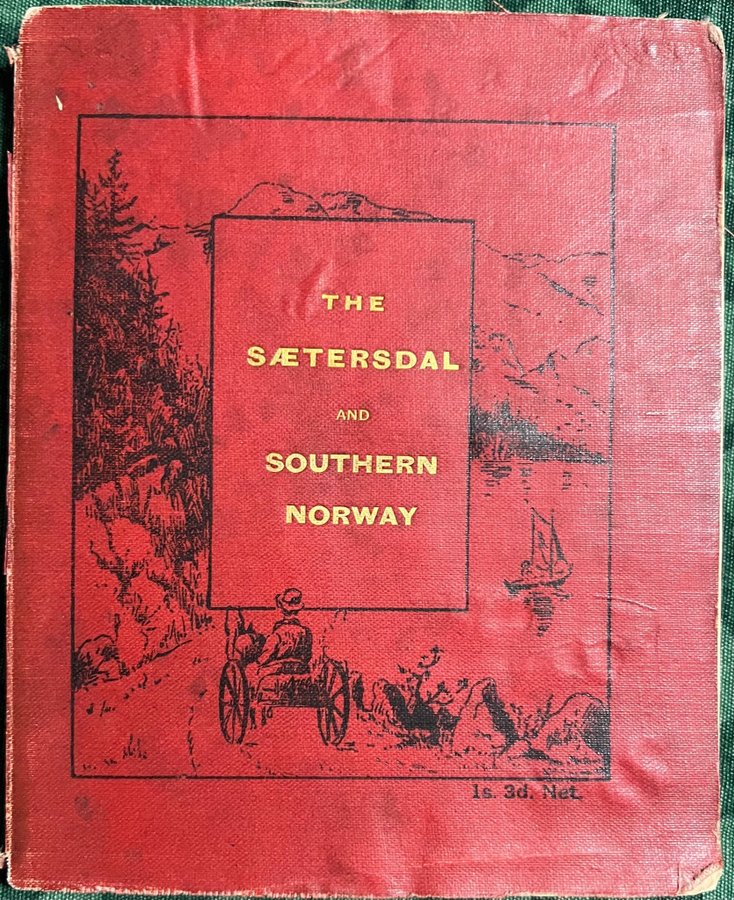 THE
SÆTERSDAL
AND
SOUTHERN
NORWAY
1s. 3d. Net.